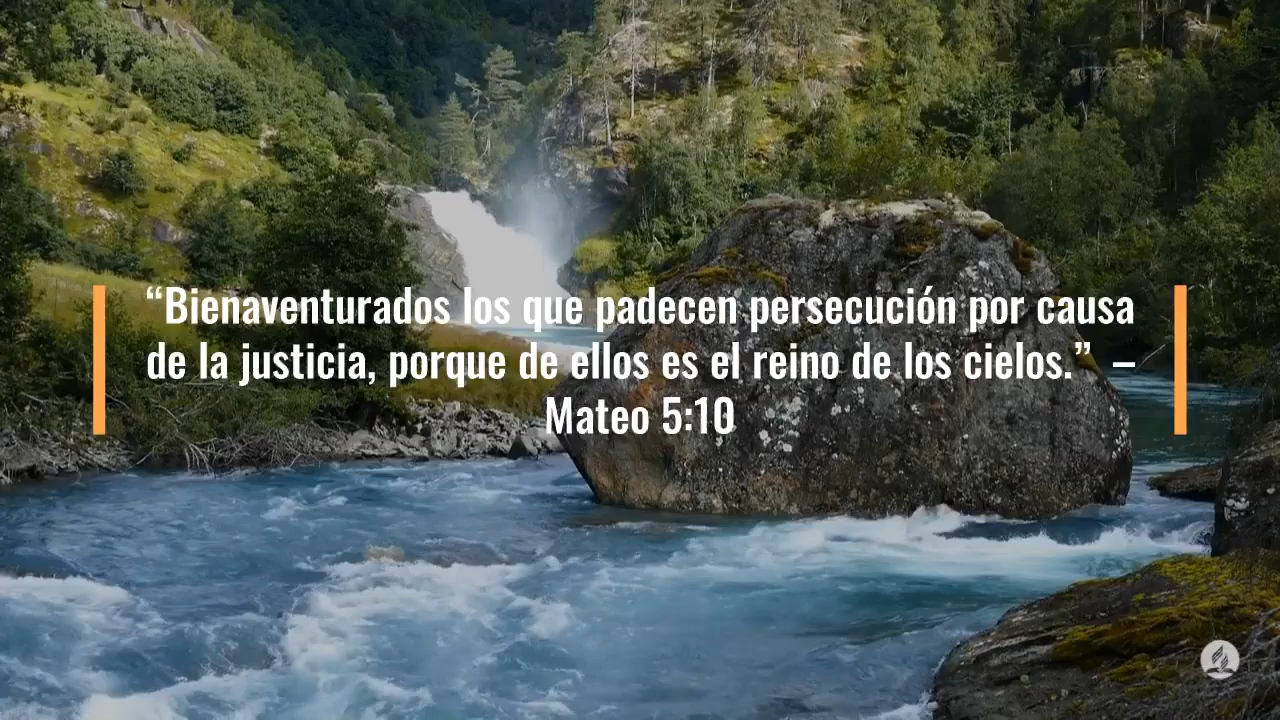 “Bienaventurados los que padecen persecución por causa
de la justicia, porque de ellos es el reino de los cielos.” –
Mateo 5:10